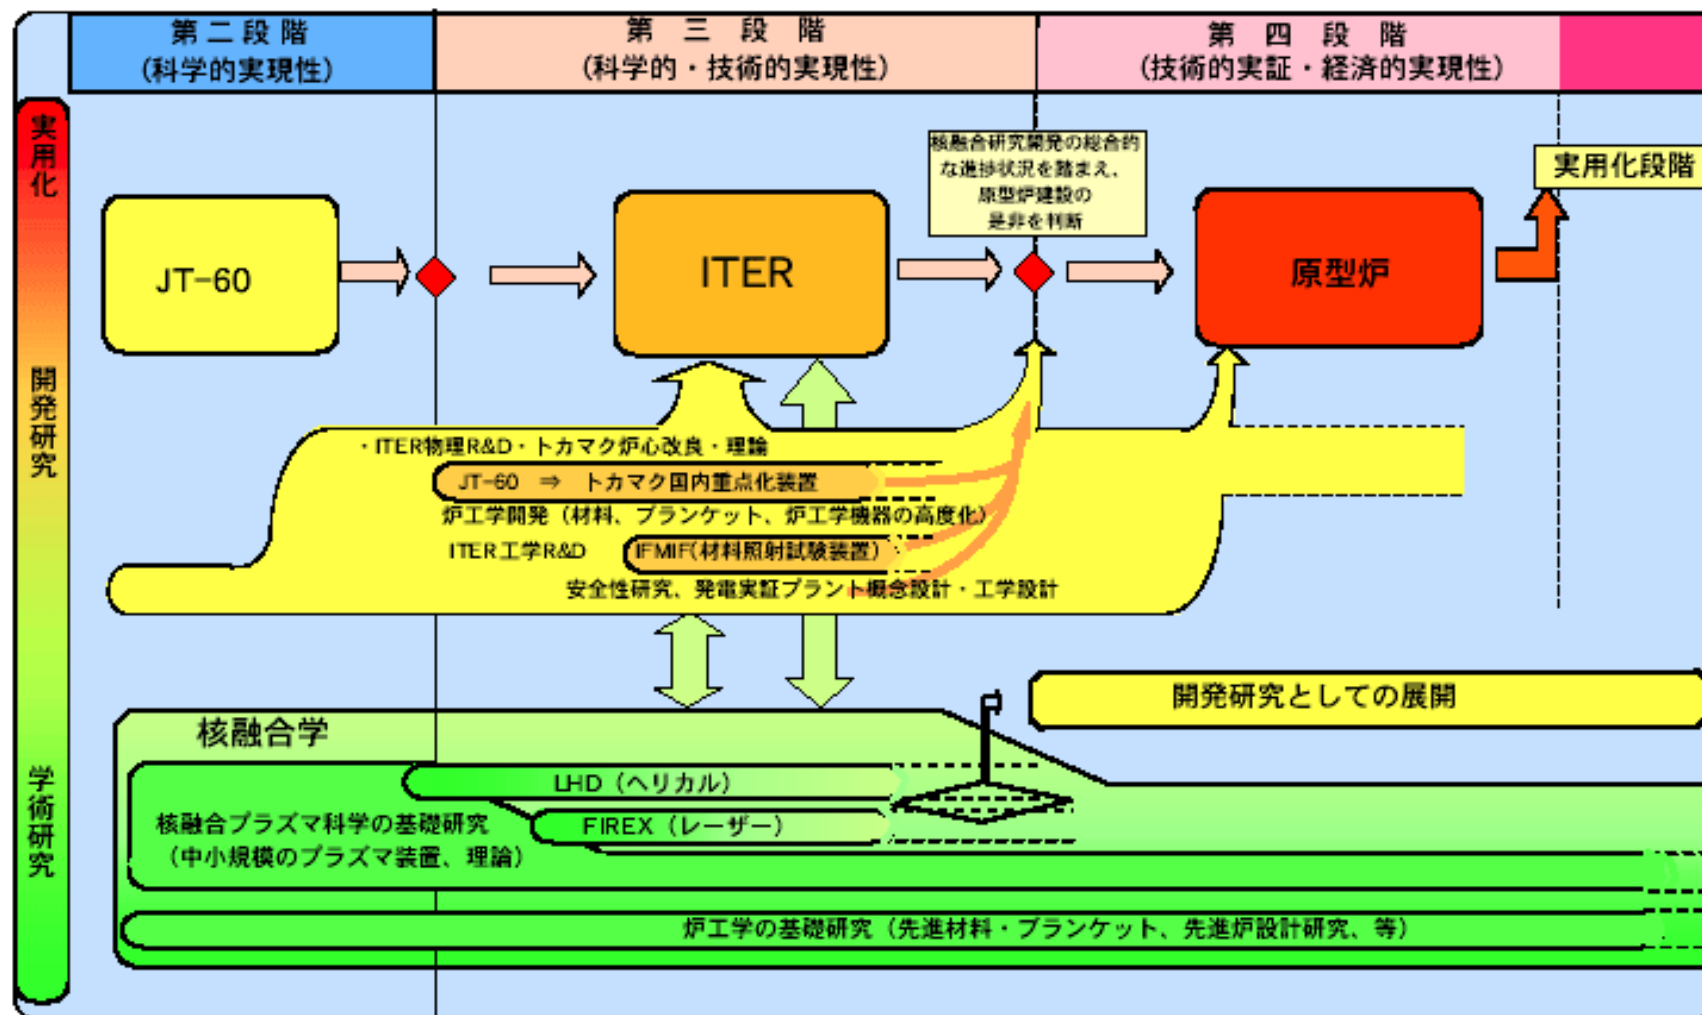 第二段階
(科学的実現性)
第三段階
(科学的・技術的実現性)
第四段階
(技術的実証・経済的実現性)
実用化
開発研究
学術研究
JT-60
ITER
核融合研究開発の総合的
な進捗状況を踏まえ、
原型炉建設の
是非を判断
原型炉
実用化段階
・ITER物理R&D・トカマク炉心改良・理論
JT-60 ⇒ トカマク国内重点化装置
炉工学開発（材料、ブランケット、炉工学機器の高度化）
ITER工学R&D
IFMIF(材料照射試験装置)
安全性研究、発電実証プラント概念設計・工学設計
開発研究としての展開
核融合学
LHD（ヘリカル）
FIREX（レーザー）
核融合プラズマ科学の基礎研究
（中小規模のプラズマ装置、理論）
炉工学の基礎研究（先進材料・ブランケット、先進炉設計研究、等）